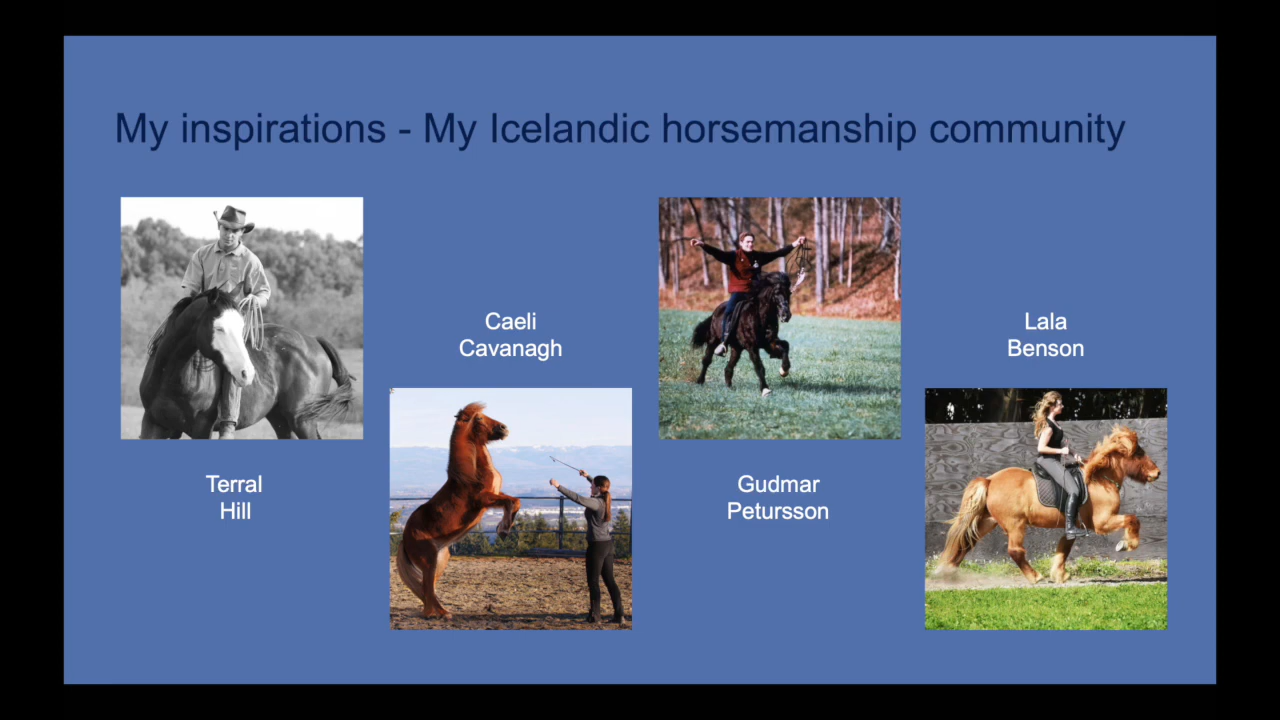 My inspirations - My Icelandic horsemanship community
Terral
Hill
Caeli
Cavanagh
Gudmar
Petursson
Lala
Benson